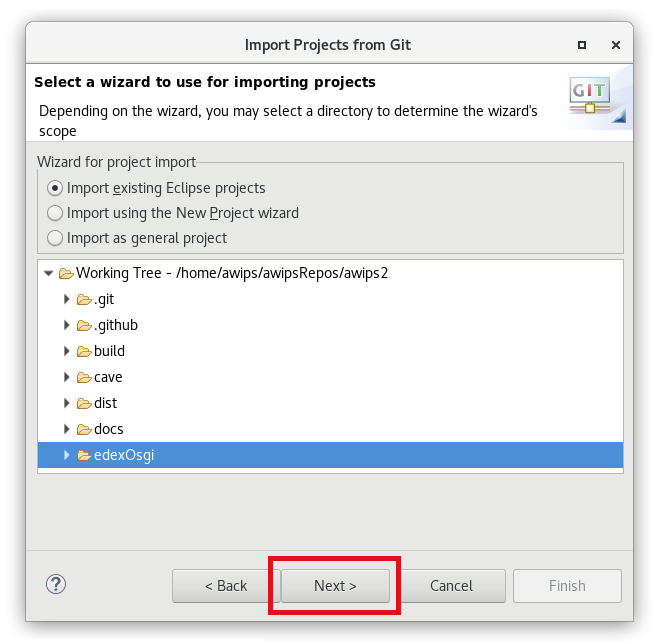 Import Projects from Git
Select a wizard to use for importing projects
Depending on the wizard, you may select a directory to determine the wizard's
scope
GIT
Wizard for project import
Import existing Eclipse projects
Import using the New Project wizard
Import as general project
Working Tree - /home/awips/awipsRepos/awips2
.git
.github
build
cave
dist
docs
edexOsgi
? < Back Next > Cancel Finish